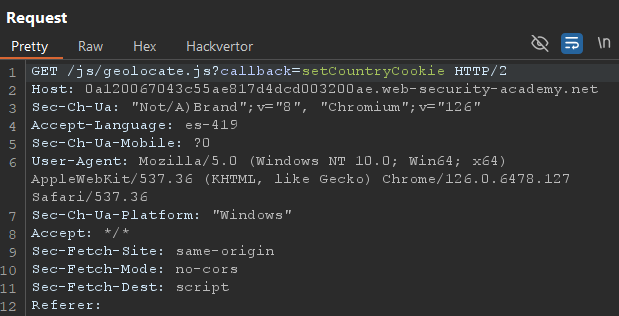 Request
Pretty Raw Hex Hackvertor \n
1 GET /js/geolocate.js?callback=setCountryCookie HTTP/2
2 Host: 0a120067043c55ae817d4dcd003200ae.web-security-academy.net
3 Sec-Ch-Ua: "Not/A)Brand";v="8", "Chromium";v="126"
4 Accept-Language: es-419
5 Sec-Ch-Ua-Mobile: ?0
6 User-Agent: Mozilla/5.0 (Windows NT 10.0; Win64; x64)
AppleWebKit/537.36 (KHTML, like Gecko) Chrome/126.0.6478.127
Safari/537.36
7 Sec-Ch-Ua-Platform: "Windows"
8 Accept: */*
9 Sec-Fetch-Site: same-origin
10 Sec-Fetch-Mode: no-cors
11 Sec-Fetch-Dest: script
12 Referer: